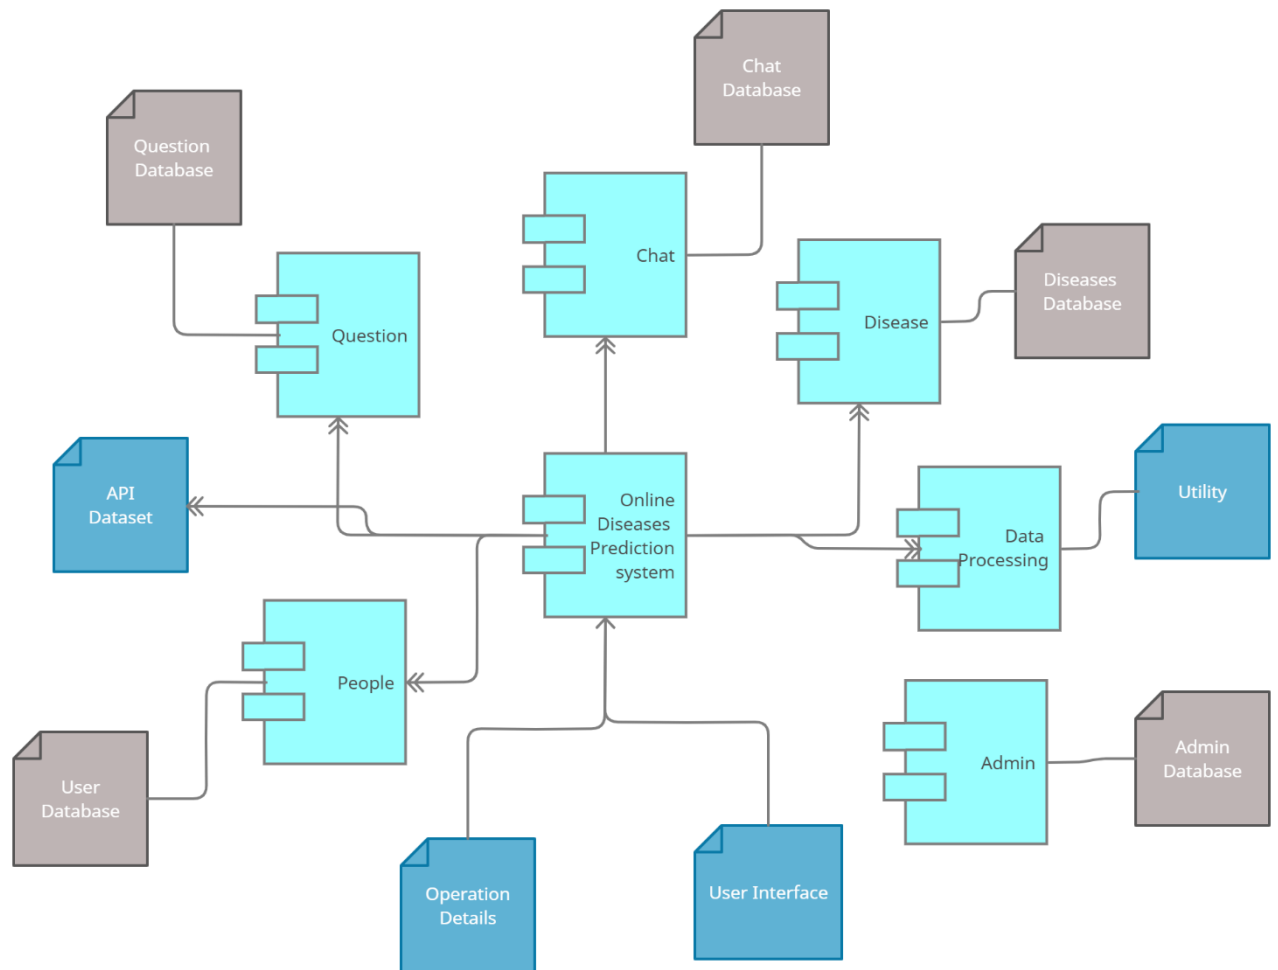 Chat
Database
Question
Database
Chat
Diseases
Database
Disease
Question
Utility
API
Dataset
Online
Diseases
Prediction
system
Data
Processing
People
Admin
Database
Admin
User
Database
Operation
Details
User Interface